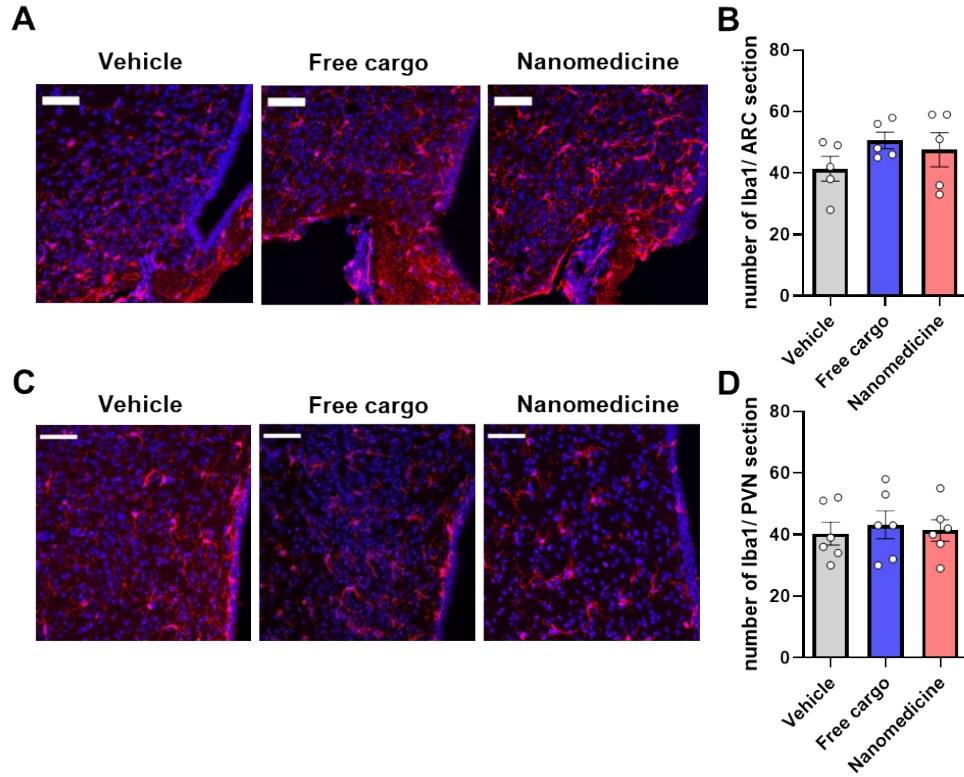 A
Vehicle
Free cargo
Nanomedicine
B
number of Iba1/ ARC section
80
60
40
20
0
Vehicle
Free cargo
Nanomedicine
C
Vehicle
Free cargo
Nanomedicine
D
number of Iba1/ PVN section
80
60
40
20
0
Vehicle
Free cargo
Nanomedicine